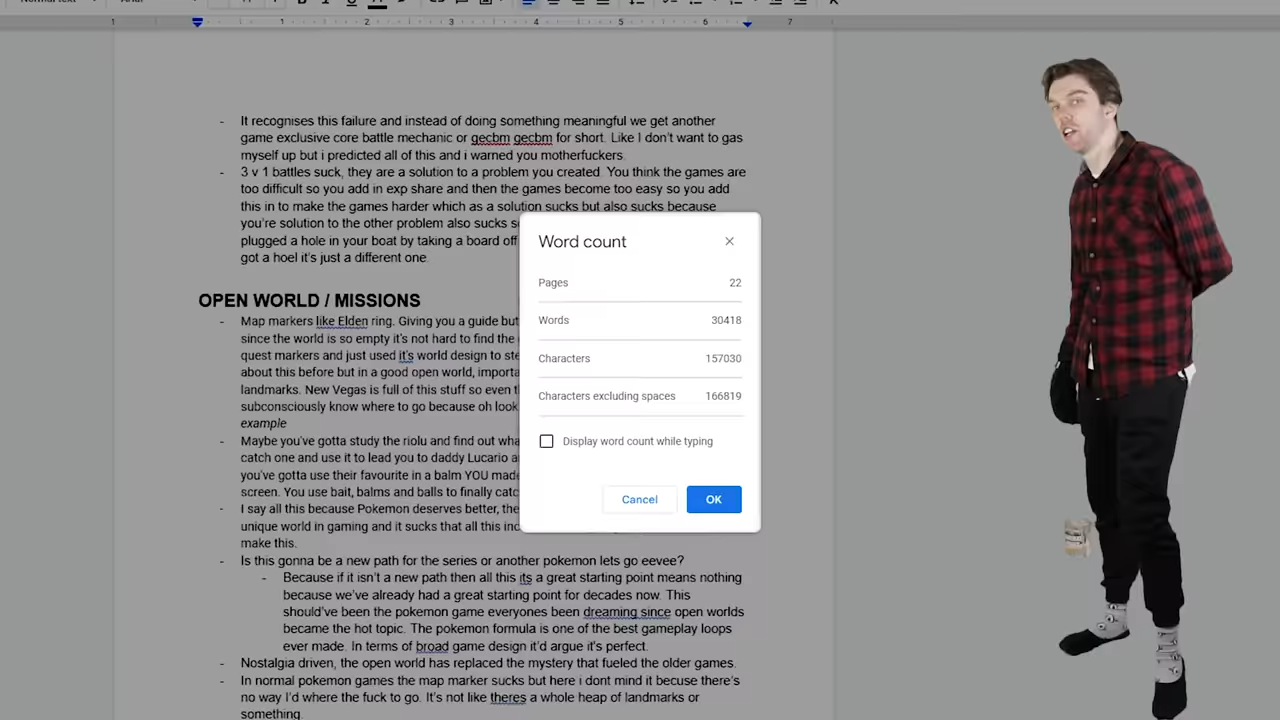 Normal text
1 1 2 3 4 5 6 7
- It recognises this failure and instead of doing something meaningful we get another
game exclusive core battle mechanic or gecbm gecbm for short. Like I don't want to gas
myself up but i predicted all of this and i warned you motherfuckers.
- 3 v 1 battles suck, they are a solution to a problem you created. You think the games are
too difficult so you add in exp share and then the games become too easy so you add
this in to make the games harder which as a solution sucks but also sucks because
you're solution to the other problem also sucks
plugged a hole in your boat by taking a board off
got a hoel it's just a different one.
OPEN WORLD / MISSIONS
- Map markers like Elden ring. Giving you a guide but
since the world is so empty it's not hard to find the
quest markers and just used it's world design to
about this before but in a good open world,
landmarks. New Vegas is full of this stuff so even
subconsciously know where to go because oh look
example
- Maybe you've gotta study the riolu and find out
catch one and use it to lead you to daddy Lucario
you've gotta use their favourite in a balm YOU made
screen. You use bait, balms and balls to finally
- I say all this because Pokemon deserves better,
unique world in gaming and it sucks that all this
make this.
- Is this gonna be a new path for the series or another pokemon lets go eevee?
- Because if it isn't a new path then all this its a great starting point means nothing
because we've already had a great starting point for decades now. This
should've been the pokemon game everyones been dreaming since open worlds
became the hot topic. The pokemon formula is one of the best gameplay loops
ever made. In terms of broad game design it'd argue it's perfect.
- Nostalgia driven, the open world has replaced the mystery that fueled the older games.
- In normal pokemon games the map marker sucks but here i dont mind it becuse there's
no way I'd where the fuck to go. It's not like theres a whole heap of landmarks or
something.
Word count
Pages 22
Words 30418
Characters 157030
Characters excluding spaces 166819
Display word count while typing
Cancel OK